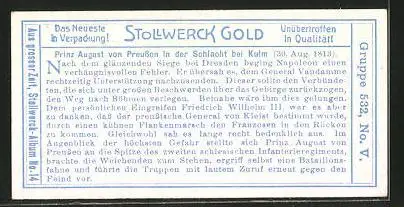 Das Neueste
in Verpackung!
STOLLWERCK GOLD
Unübertroffen
in Qualität!
Aus grosser Zeit, Stollwerck-Album Nr. 14
Prinz August von Preußen in der Schlacht bei Kulm (30. Aug. 1813).
Nach dem glänzenden Siege bei Dresden beging Napoleon einen
verhängnisvollen Fehler. Er übersah es, dem General Vandamme
rechtzeitig Unterstützung nachzusenden. Dieser sollte den Verbünde-
ten, die sich unter großen Beschwerden über das Gebirge zurückzogen,
den Weg nach Böhmen verlegen. Beinahe wäre ihm dies gelungen.
Dem persönlichen Eingreifen Friedrich Wilhelm III. war es
zu danken, daß der preußische General von Kleist bestimmt wurde,
durch einen kühnen Flankenmarsch den Franzosen in den Rücken
zu kommen. Gleichwohl sah es lange recht bedenklich aus. Im
Augenblick der höchsten Gefahr stellte sich Prinz August von
Preußen an die Spitze des zweiten schlesischen Infanterieregiments,
brachte die Weichenden zum Stehen, ergriff selbst eine Bataillons-
fahne und führte die Truppen mit lautem Zuruf erneut gegen den
Feind vor.
Gruppe 532, No. V.